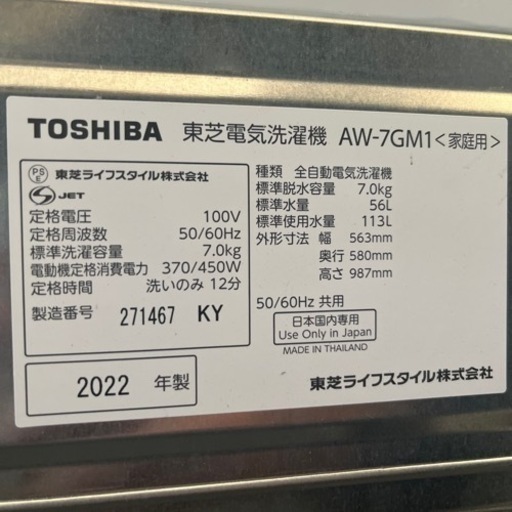 TOSHIBA 東芝電気洗濯機 AW-7GM1<家庭用>
PS E 東芝ライフスタイル株式会社
S JET
定格電圧 100V
定格周波数 50/60Hz
標準洗濯容量 7.0kg
電動機定格消費電力 370/450W
定格時間 洗いのみ 12分
製造番号 271467 KY
2022 年製
種類 全自動電気洗濯機
標準脱水容量 7.0kg
標準水量 56L
標準使用水量 113L
外形寸法 幅 563mm
奥行 580mm
高さ 987mm
50/60Hz 共用
日本国内専用
Use Only in Japan
MADE IN THAILAND
東芝ライフスタイル株式会社